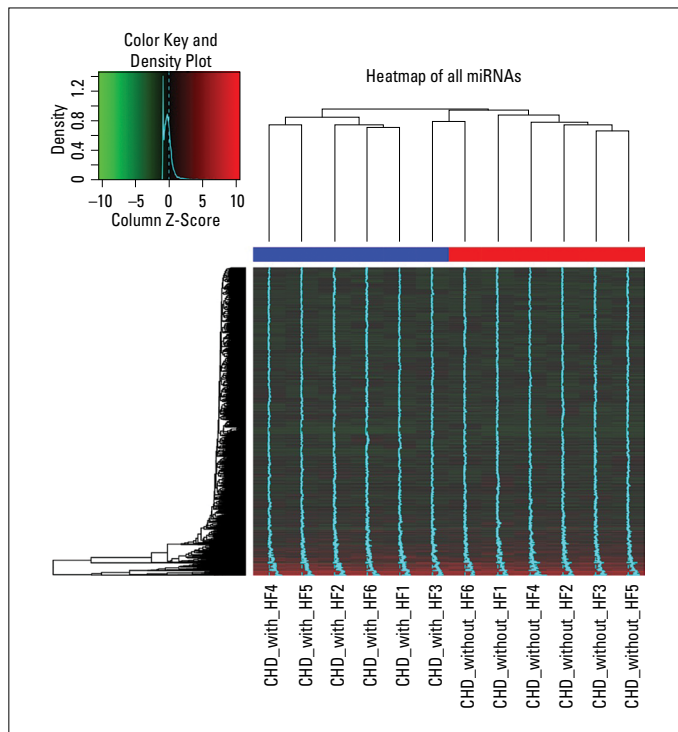 Color Key and
Density Plot
Density
0 0.4 0.8 1.2
−10 −5 0 5 10
Column Z-Score
Heatmap of all miRNAs
CHD_with_HF4
CHD_with_HF5
CHD_with_HF2
CHD_with_HF6
CHD_with_HF1
CHD_with_HF3
CHD_without_HF6
CHD_without_HF1
CHD_without_HF4
CHD_without_HF2
CHD_without_HF3
CHD_without_HF5